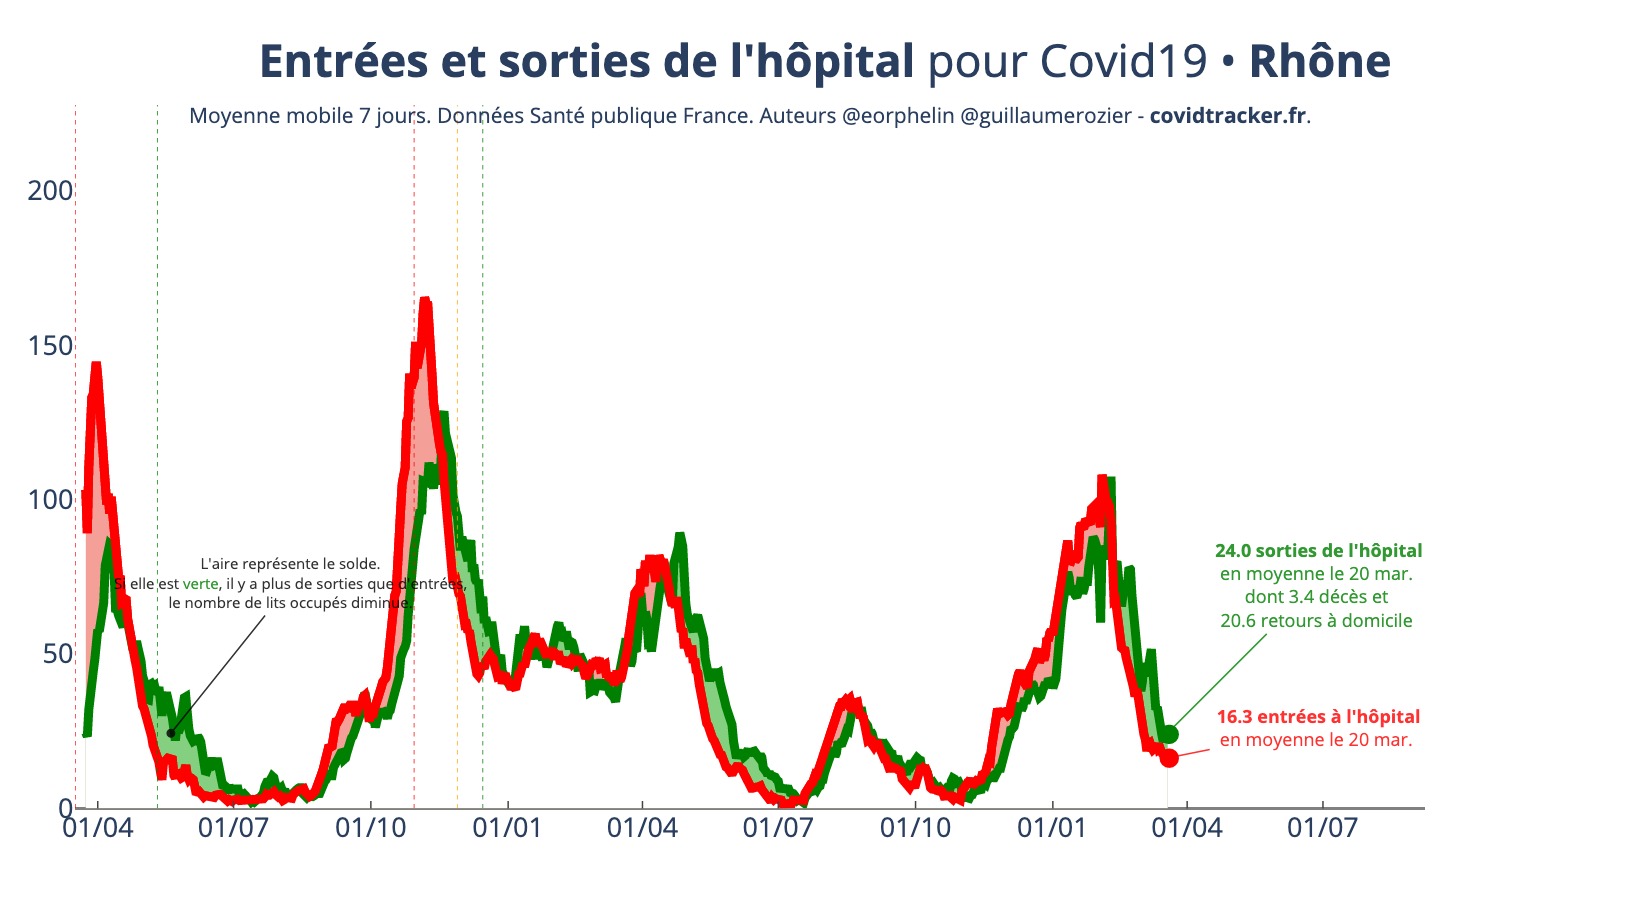 Entrées et sorties de l'hôpital pour Covid19 • Rhône
Moyenne mobile 7 jours. Données Santé publique France. Auteurs @eorphelin @guillaumerozier - covidtracker.fr.
200
150
100
50
0
L'aire représente le solde.
Si elle est verte, il y a plus de sorties que d'entrées,
le nombre de lits occupés diminue.
24.0 sorties de l'hôpital
en moyenne le 20 mar.
dont 3.4 décès et
20.6 retours à domicile
16.3 entrées à l'hôpital
en moyenne le 20 mar.
01/04 01/07 01/10 01/01 01/04 01/07 01/10 01/01 01/04 01/07